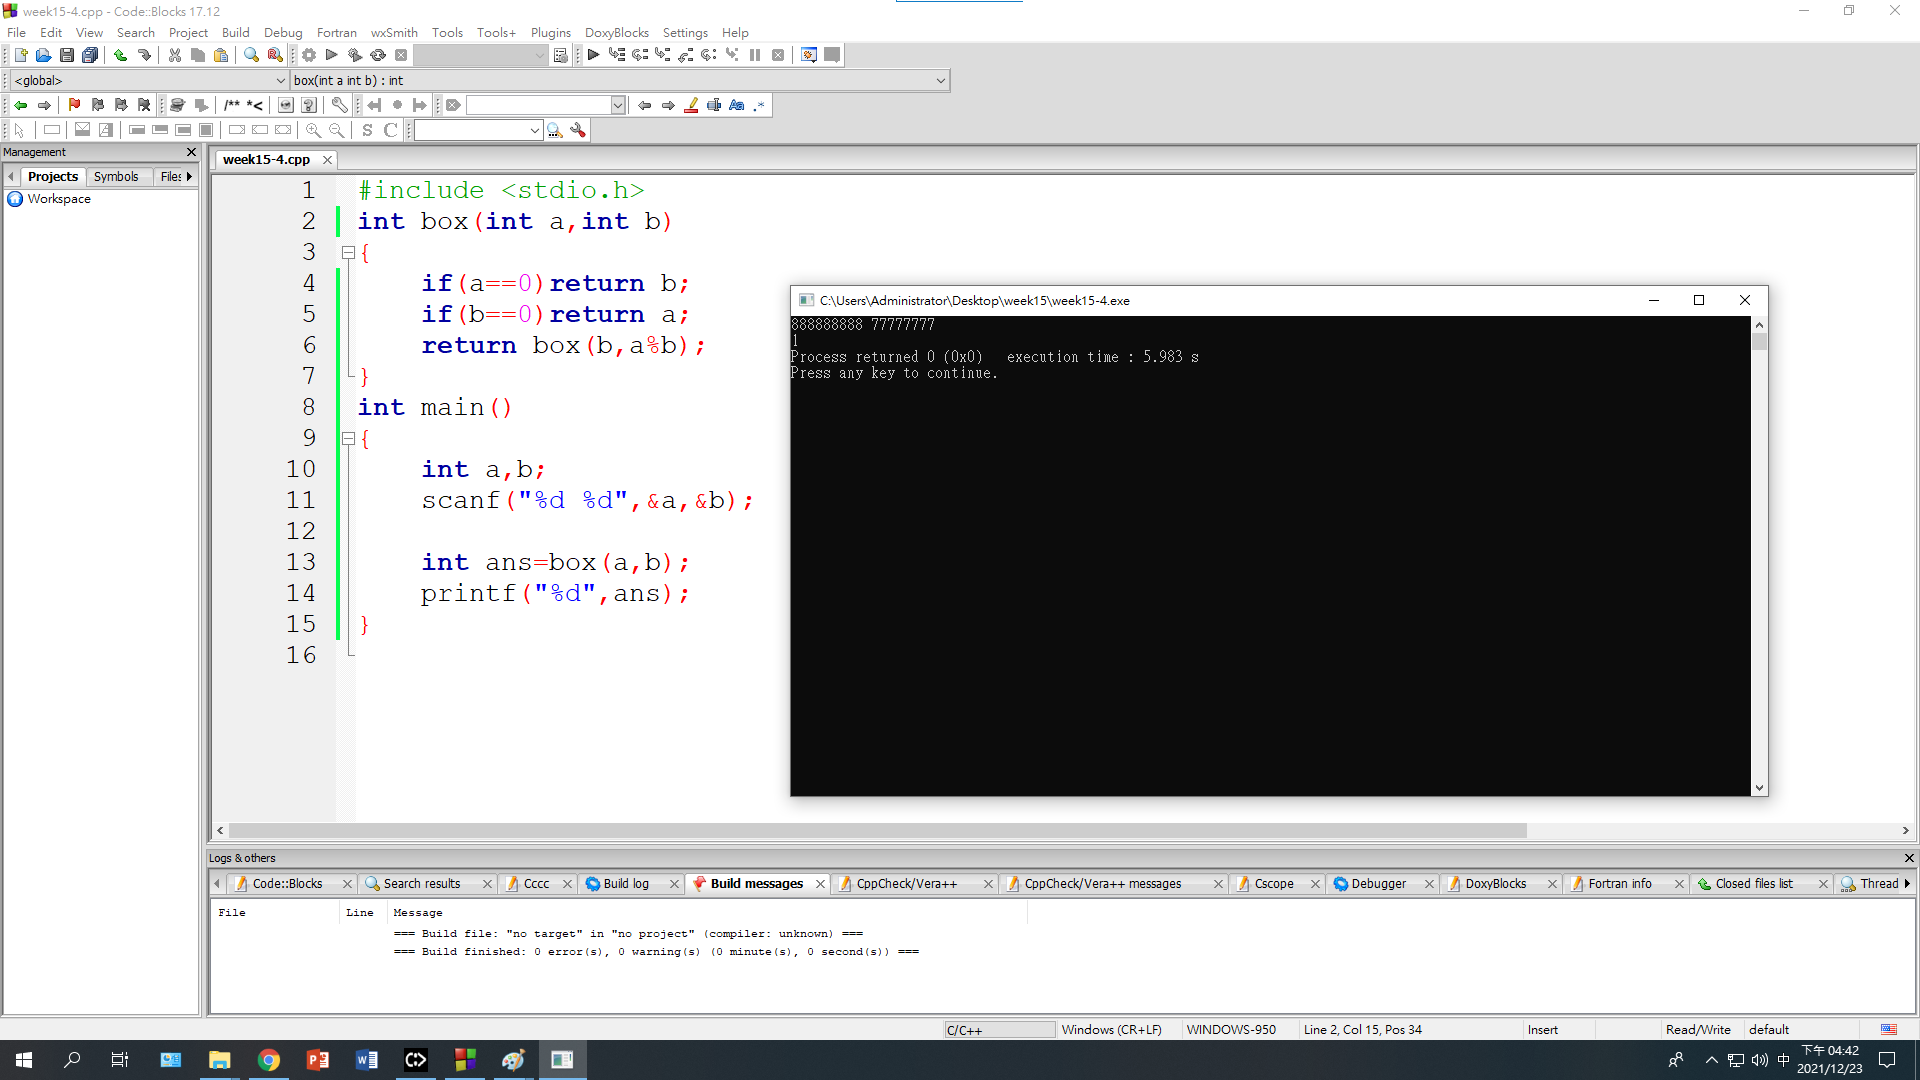 week15-4.cpp - Code::Blocks 17.12
File Edit View Search Project Build Debug Fortran wxSmith Tools Tools+ Plugins DoxyBlocks Settings Help
<global> box(int a int b) : int
/** *<
S C
Management
Projects Symbols Files
Workspace
week15-4.cpp
1 #include <stdio.h>
2 int box(int a,int b)
3 {
4 if(a==0)return b;
5 if(b==0)return a;
6 return box(b,a%b);
7 }
8 int main()
9 {
10 int a,b;
11 scanf("%d %d",&a,&b);
12
13 int ans=box(a,b);
14 printf("%d",ans);
15 }
16
C:\Users\Administrator\Desktop\week15\week15-4.exe
888888888 77777777
1
Process returned 0 (0x0) execution time : 5.983 s
Press any key to continue.
Logs & others
Code::Blocks Search results Cccc Build log Build messages CppCheck/Vera++ CppCheck/Vera++ messages Cscope Debugger DoxyBlocks Fortran info Closed files list Thread
File Line Message
=== Build file: "no target" in "no project" (compiler: unknown) ===
=== Build finished: 0 error(s), 0 warning(s) (0 minute(s), 0 second(s)) ===
C/C++ Windows (CR+LF) WINDOWS-950 Line 2, Col 15, Pos 34 Insert Read/Write default
中 下午 04:42
2021/12/23